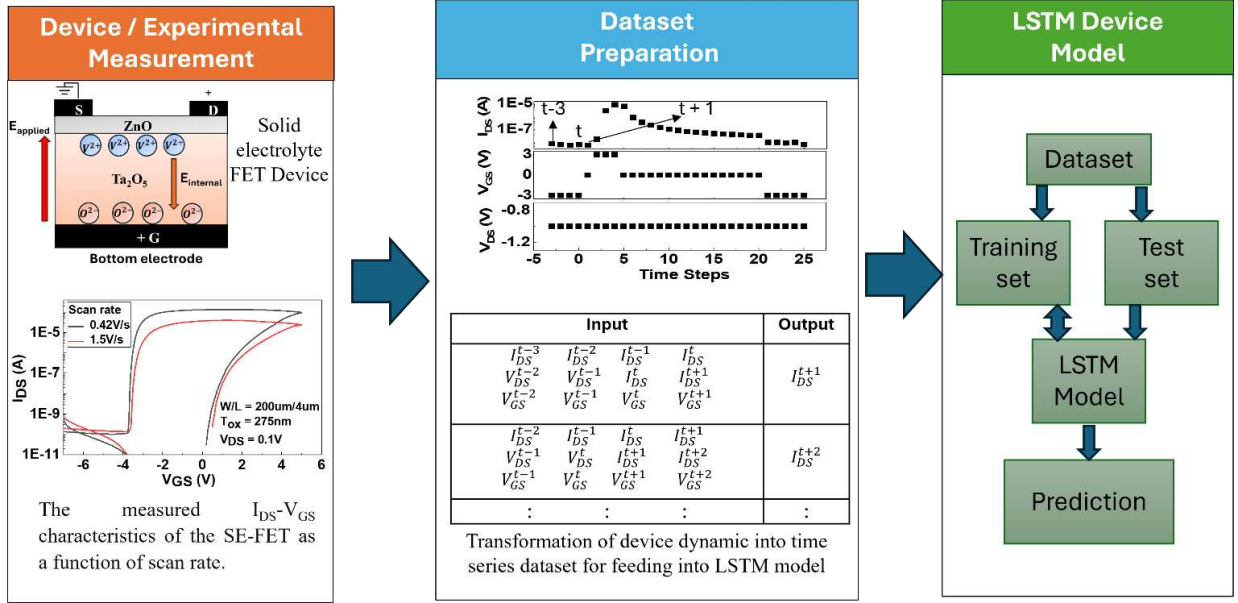 Device / Experimental
Measurement
S
+
D
ZnO
E_applied
V²⁺ V²⁺ V²⁺ V²⁺
Ta₂O₅
E_internal
O²⁻ O²⁻ O²⁻ O²⁻
+ G
Bottom electrode
Solid
electrolyte
FET Device
Scan rate
0.42V/s
1.5V/s
I_DS (A)
1E-5
1E-7
1E-9
1E-11
W/L = 200um/4um
T_OX = 275nm
V_DS = 0.1V
-6 -4 -2 0 2 4 6
V_GS (V)
The measured I_DS-V_GS
characteristics of the SE-FET as
a function of scan rate.
Dataset
Preparation
I_DS (A)
1E-5
1E-7
t-3
t
t + 1
V_GS (V)
3
0
-3
V_DS (V)
-0.8
-1.2
-5 0 5 10 15 20 25
Time Steps
Input Output
I_DS^{t−3} I_DS^{t−2} I_DS^{t−1} I_DS^{t}
V_DS^{t−2} V_DS^{t−1} I_DS^{t} I_DS^{t+1} I_DS^{t+1}
V_GS^{t−2} V_GS^{t−1} V_GS^{t} V_GS^{t+1}
I_DS^{t−2} I_DS^{t−1} I_DS^{t} I_DS^{t+1}
V_DS^{t−1} V_DS^{t} I_DS^{t+1} I_DS^{t+2} I_DS^{t+2}
V_GS^{t−1} V_GS^{t} V_GS^{t+1} V_GS^{t+2}
: : : :
Transformation of device dynamic into time
series dataset for feeding into LSTM model
LSTM Device
Model
Dataset
Training
set
Test
set
LSTM
Model
Prediction